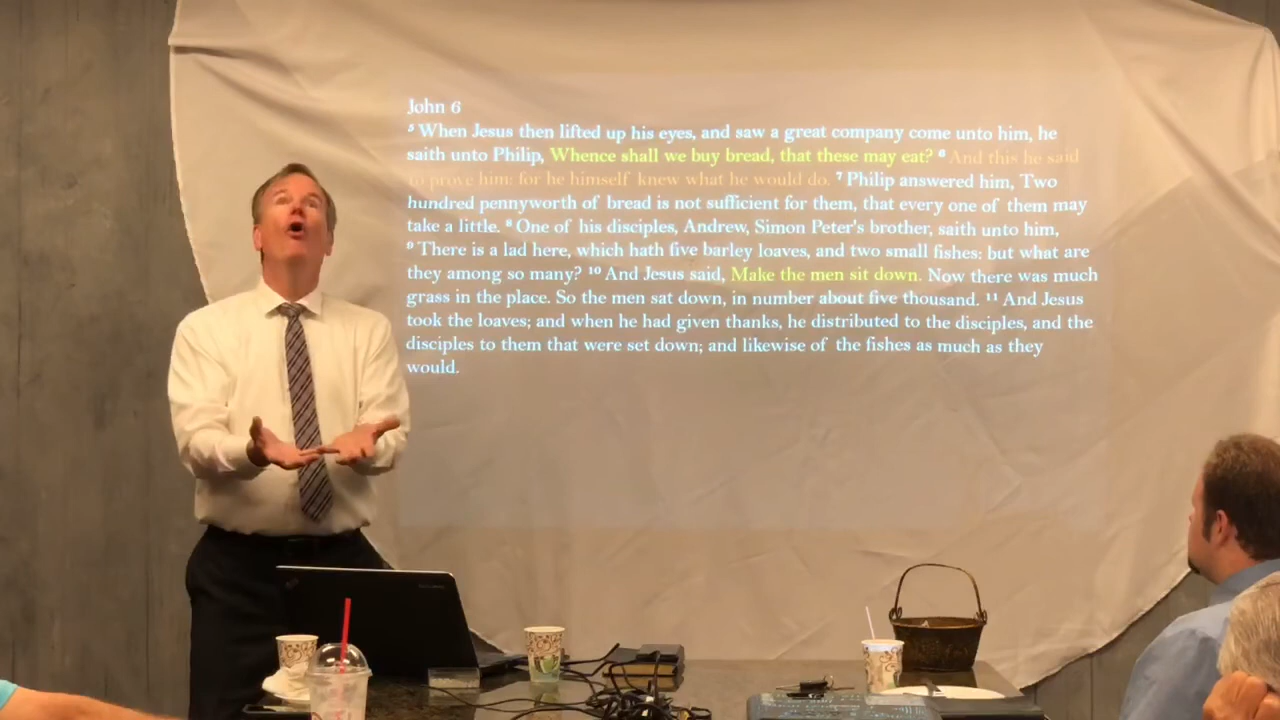 John 6
⁵ When Jesus then lifted up his eyes, and saw a great company come unto him, he
saith unto Philip, Whence shall we buy bread, that these may eat? ⁶ And this he said
to prove him: for he himself knew what he would do. ⁷ Philip answered him, Two
hundred pennyworth of bread is not sufficient for them, that every one of them may
take a little. ⁸ One of his disciples, Andrew, Simon Peter's brother, saith unto him,
⁹ There is a lad here, which hath five barley loaves, and two small fishes: but what are
they among so many? ¹⁰ And Jesus said, Make the men sit down. Now there was much
grass in the place. So the men sat down, in number about five thousand. ¹¹ And Jesus
took the loaves; and when he had given thanks, he distributed to the disciples, and the
disciples to them that were set down; and likewise of the fishes as much as they
would.